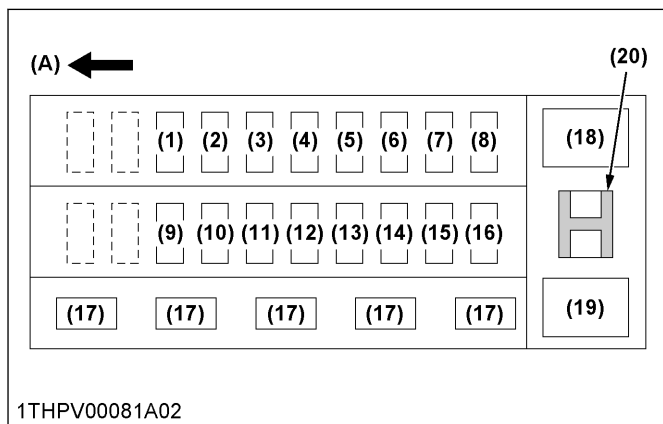 (A) (20)
(1) (2) (3) (4) (5) (6) (7) (8) (18)
(9) (10) (11) (12) (13) (14) (15) (16)
(17) (17) (17) (17) (17) (19)
1THPV00081A02